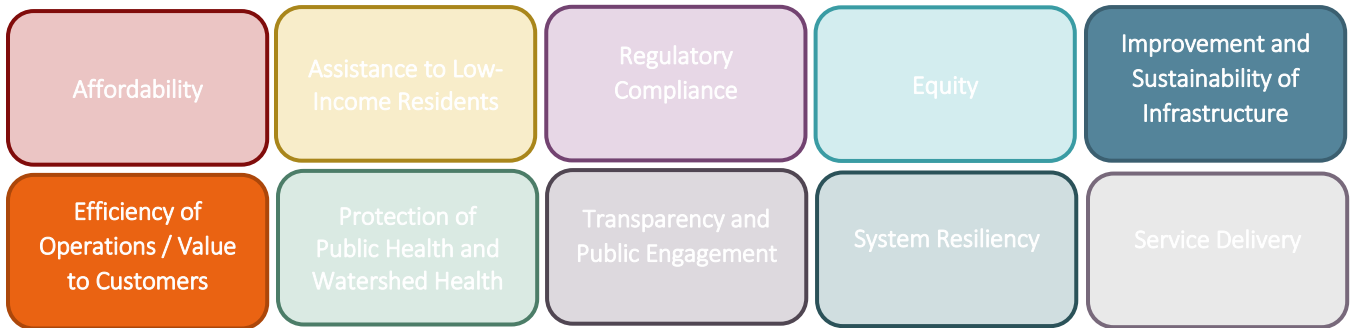 Affordability
Assistance to Low-
Income Residents
Regulatory
Compliance
Equity
Improvement and
Sustainability of
Infrastructure
Efficiency of
Operations / Value
to Customers
Protection of
Public Health and
Watershed Health
Transparency and
Public Engagement
System Resiliency
Service Delivery